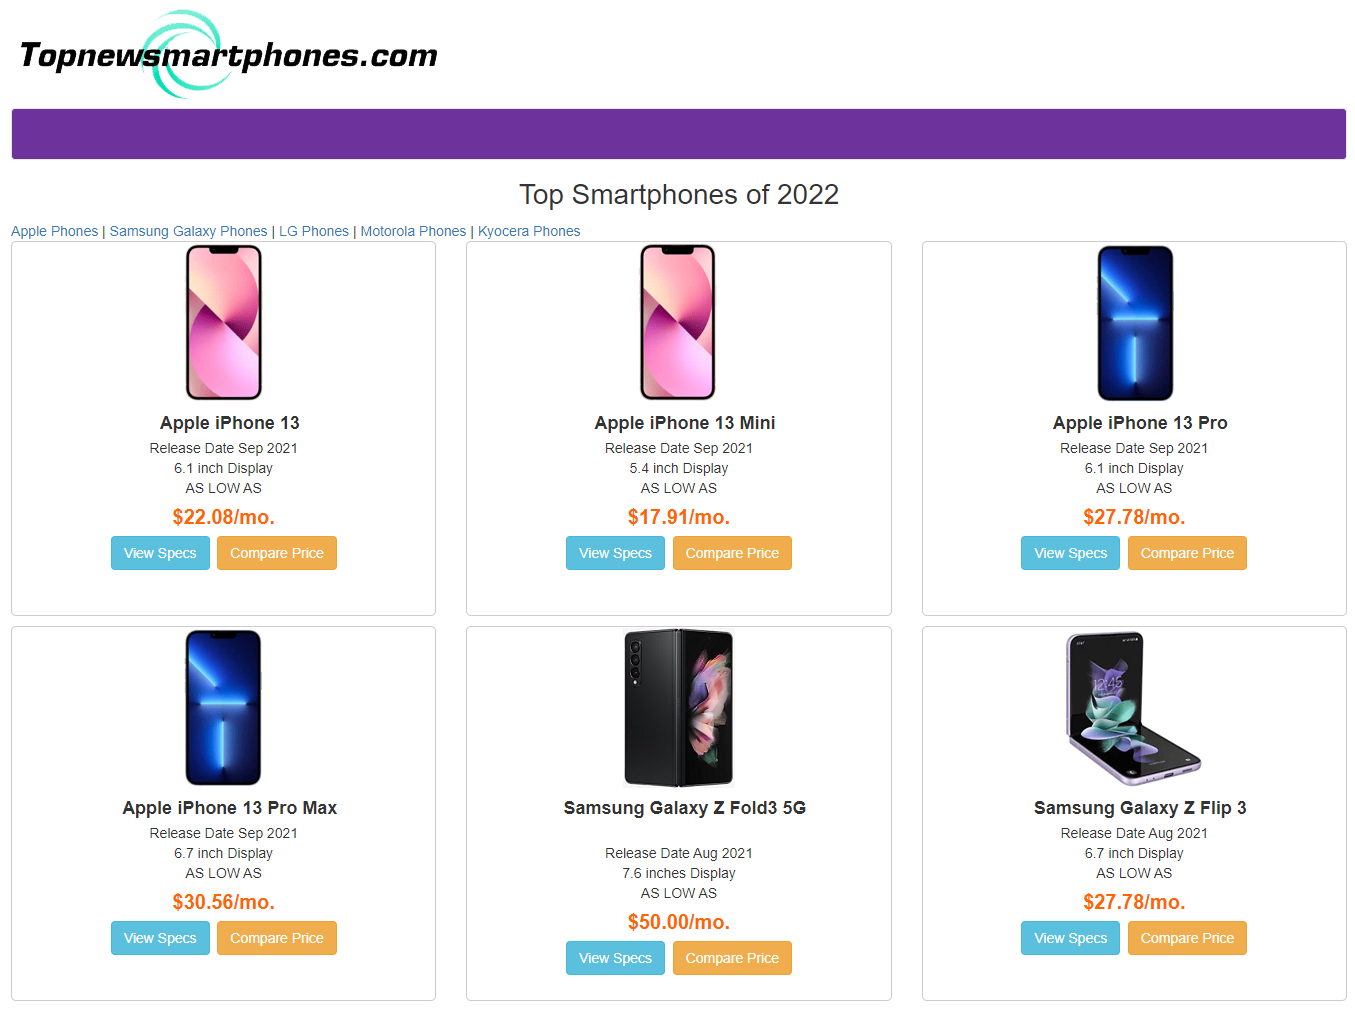 Topnewsmartphones.com
Top Smartphones of 2022
Apple Phones | Samsung Galaxy Phones | LG Phones | Motorola Phones | Kyocera Phones
Apple iPhone 13
Release Date Sep 2021
6.1 inch Display
AS LOW AS
$22.08/mo.
View Specs
Compare Price
Apple iPhone 13 Mini
Release Date Sep 2021
5.4 inch Display
AS LOW AS
$17.91/mo.
View Specs
Compare Price
Apple iPhone 13 Pro
Release Date Sep 2021
6.1 inch Display
AS LOW AS
$27.78/mo.
View Specs
Compare Price
Apple iPhone 13 Pro Max
Release Date Sep 2021
6.7 inch Display
AS LOW AS
$30.56/mo.
View Specs
Compare Price
Samsung Galaxy Z Fold3 5G
Release Date Aug 2021
7.6 inches Display
AS LOW AS
$50.00/mo.
View Specs
Compare Price
12:45
Samsung Galaxy Z Flip 3
Release Date Aug 2021
6.7 inch Display
AS LOW AS
$27.78/mo.
View Specs
Compare Price